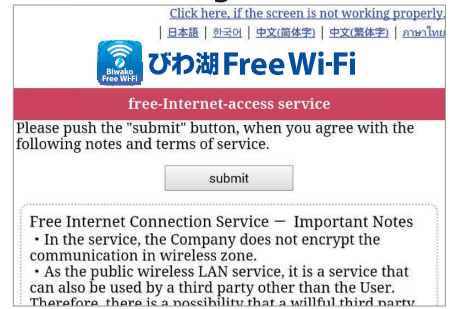 Click here, if the screen is not working properly.
| 日本語 | 한국어 | 中文(简体字) | 中文(繁体字) | ภาษาไทย
Biwako
Free Wi-Fi
びわ湖 Free Wi-Fi
free-Internet-access service
Please push the "submit" button, when you agree with the
following notes and terms of service.
submit
Free Internet Connection Service － Important Notes
・In the service, the Company does not encrypt the
communication in wireless zone.
・As the public wireless LAN service, it is a service that
can also be used by a third party other than the User.
Therefore, there is a possibility that a willful third party